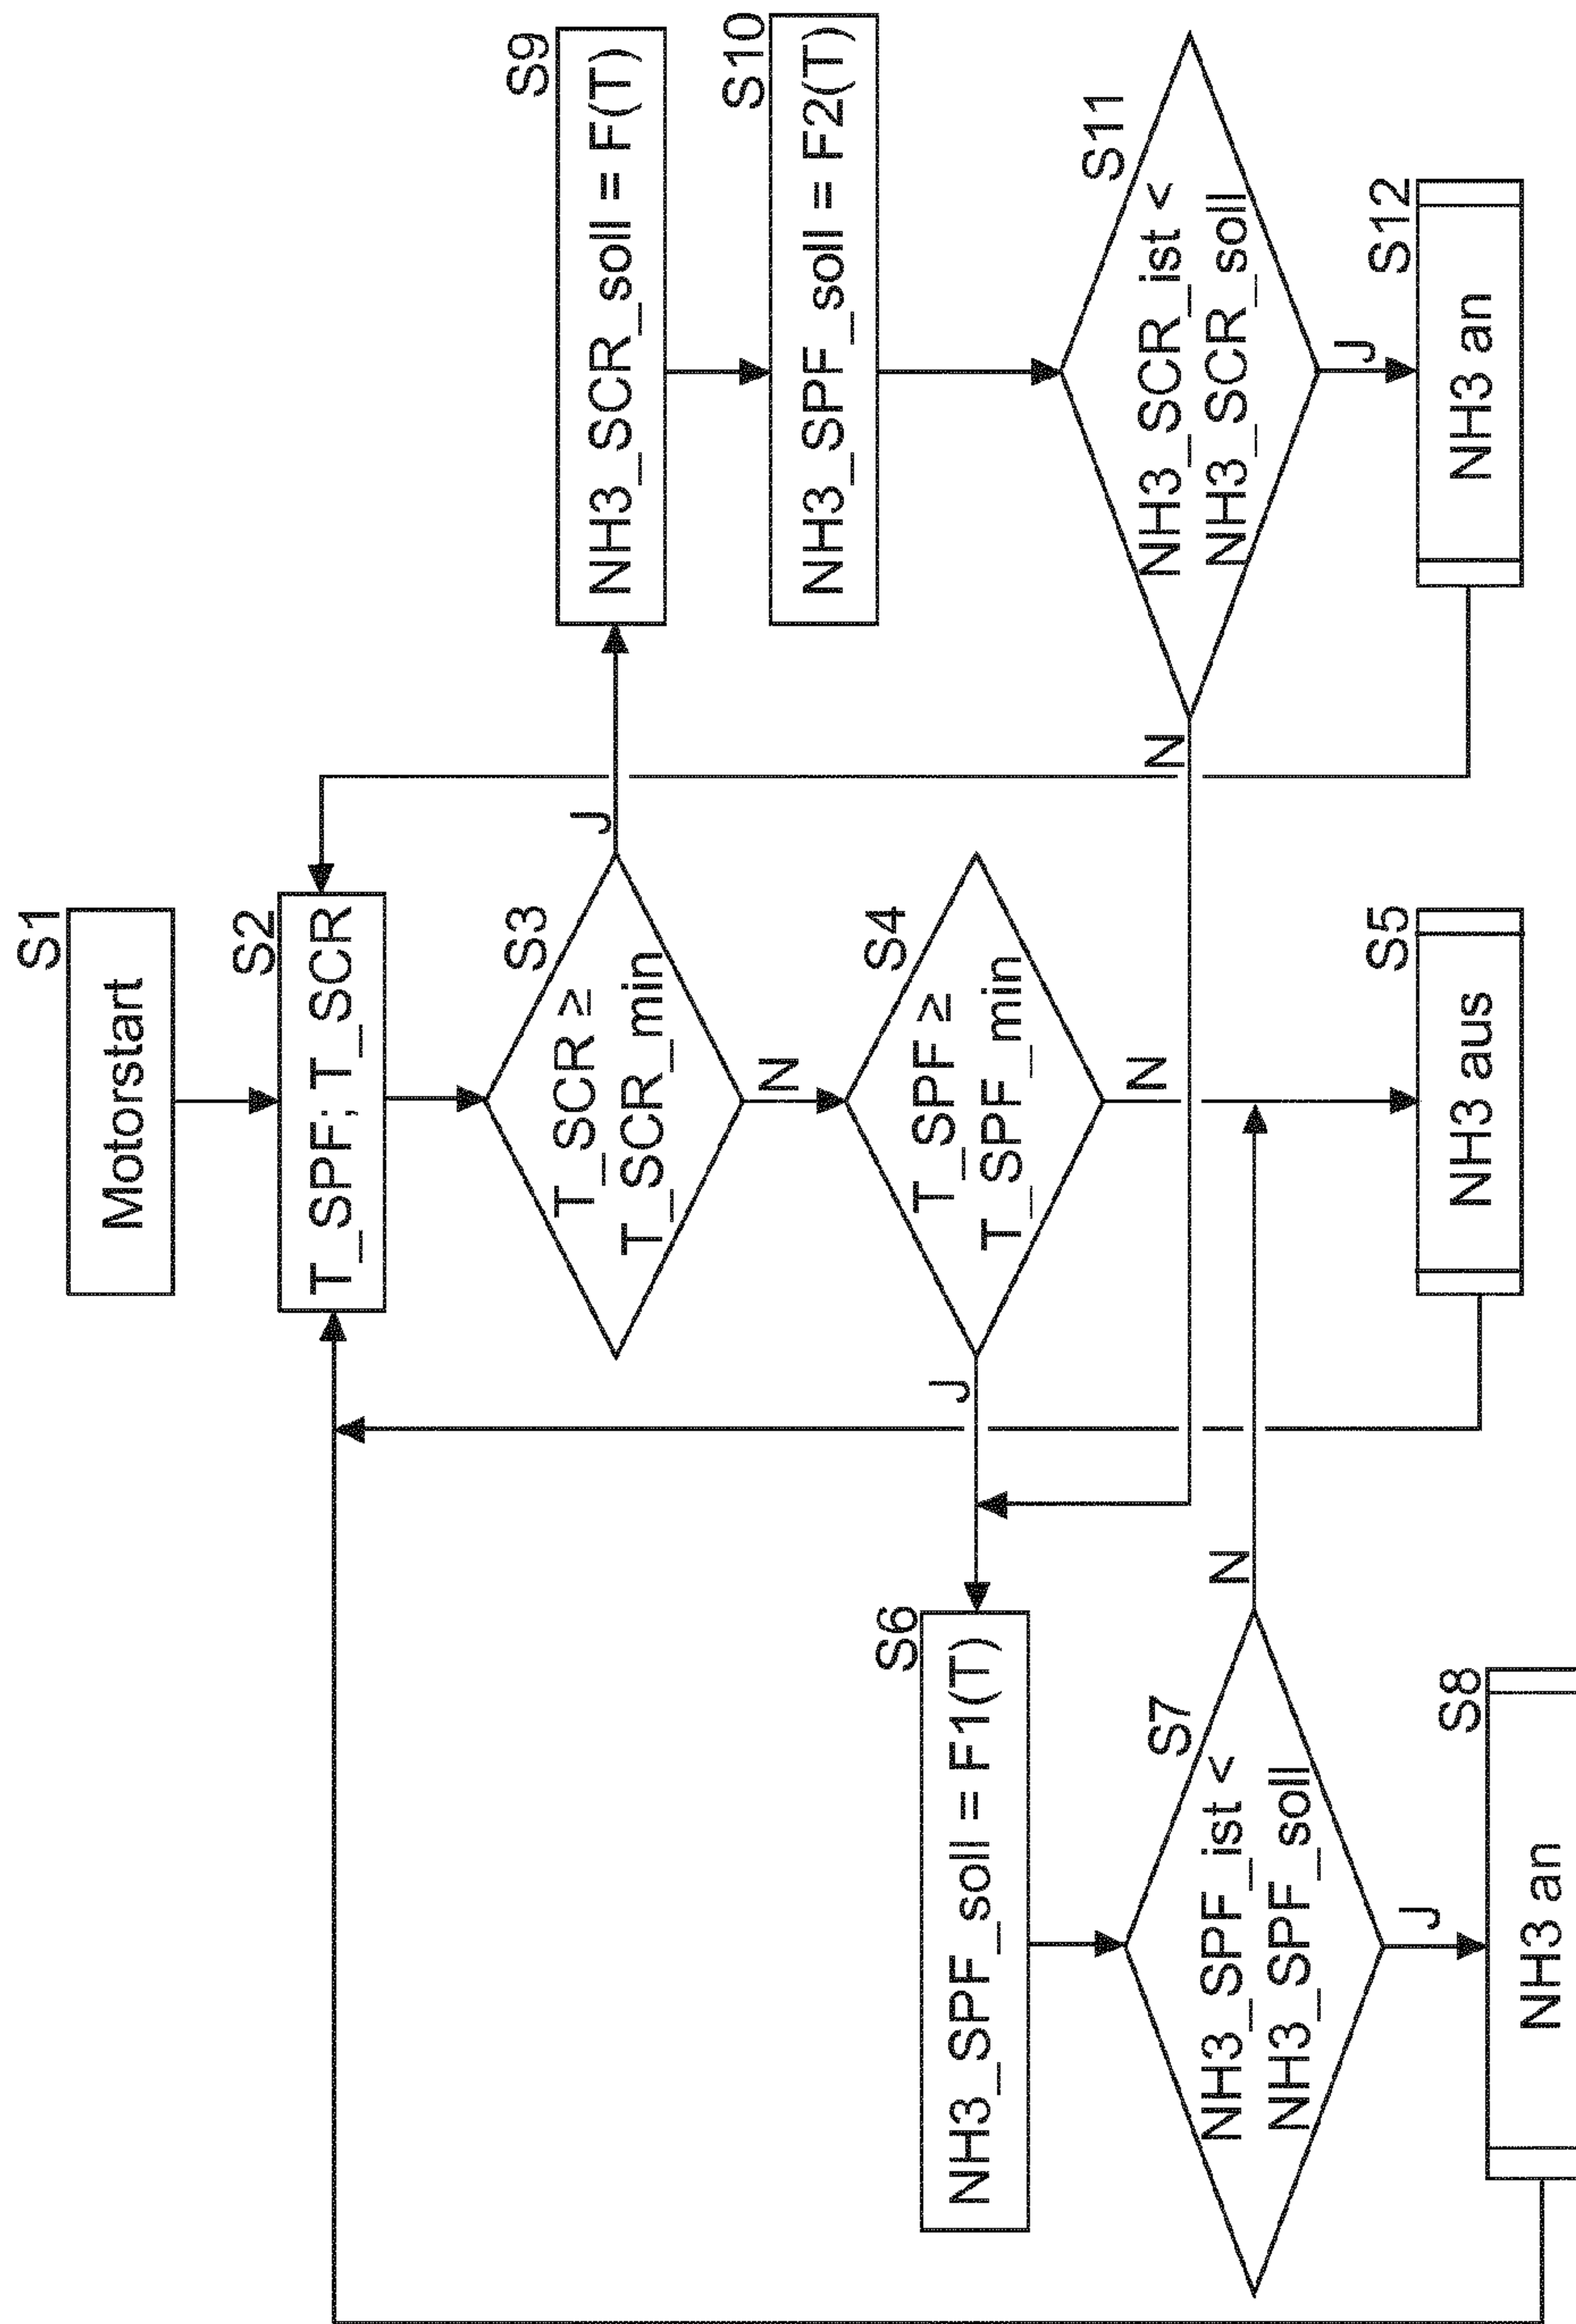 S1
Motorstart
S2
T_SPF; T_SCR
S3
T_SCR ≥
T_SCR_min
J
N
S4
T_SPF ≥
T_SPF_min
J
N
S5
NH3 aus
S6
NH3_SPF_soll = F1(T)
S7
NH3_SPF_ist <
NH3_SPF_soll
N
J
S8
NH3 an
S9
NH3_SCR_soll = F(T)
S10
NH3_SPF_soll = F2(T)
S11
NH3_SCR_ist <
NH3_SCR_soll
N
J
S12
NH3 an